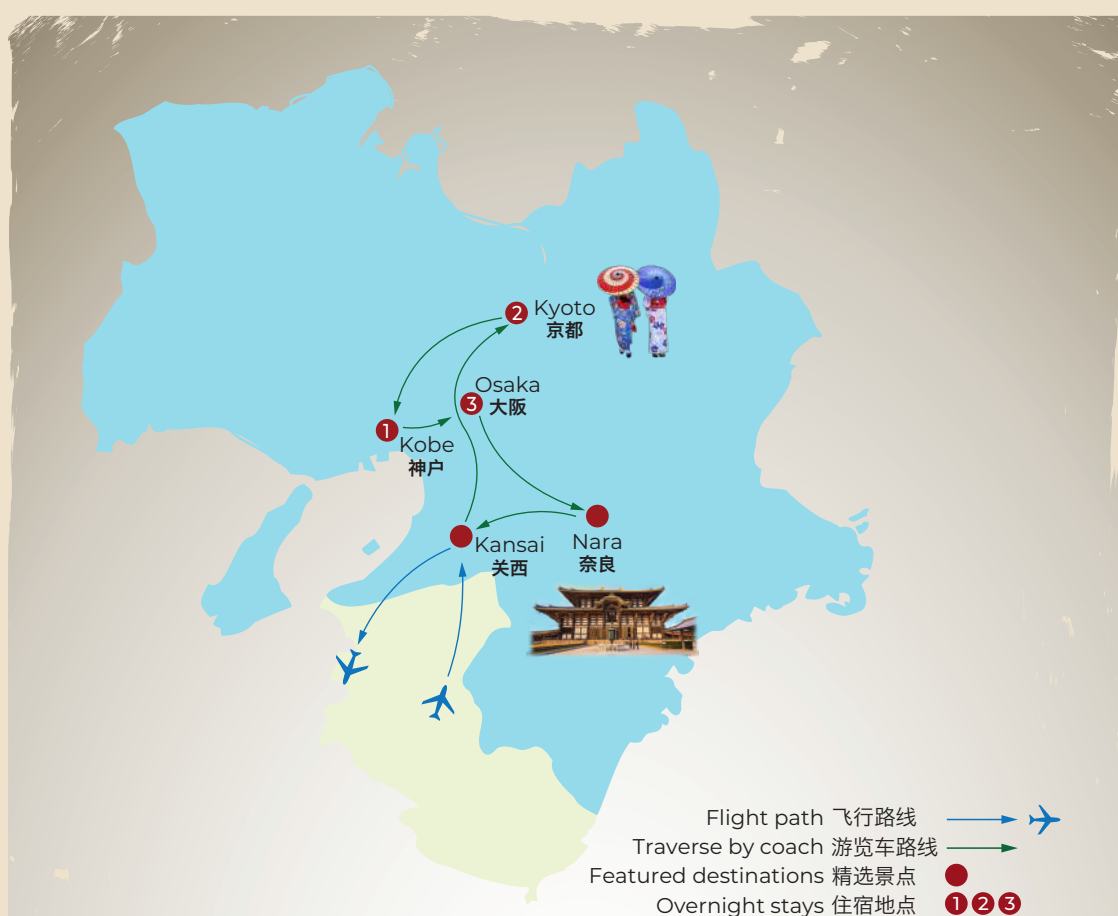 2 Kyoto
京都
Osaka
3 大阪
1 Kobe
神户
Kansai
关西
Nara
奈良
Flight path 飞行路线
Traverse by coach 游览车路线
Featured destinations 精选景点
Overnight stays 住宿地点 1 2 3